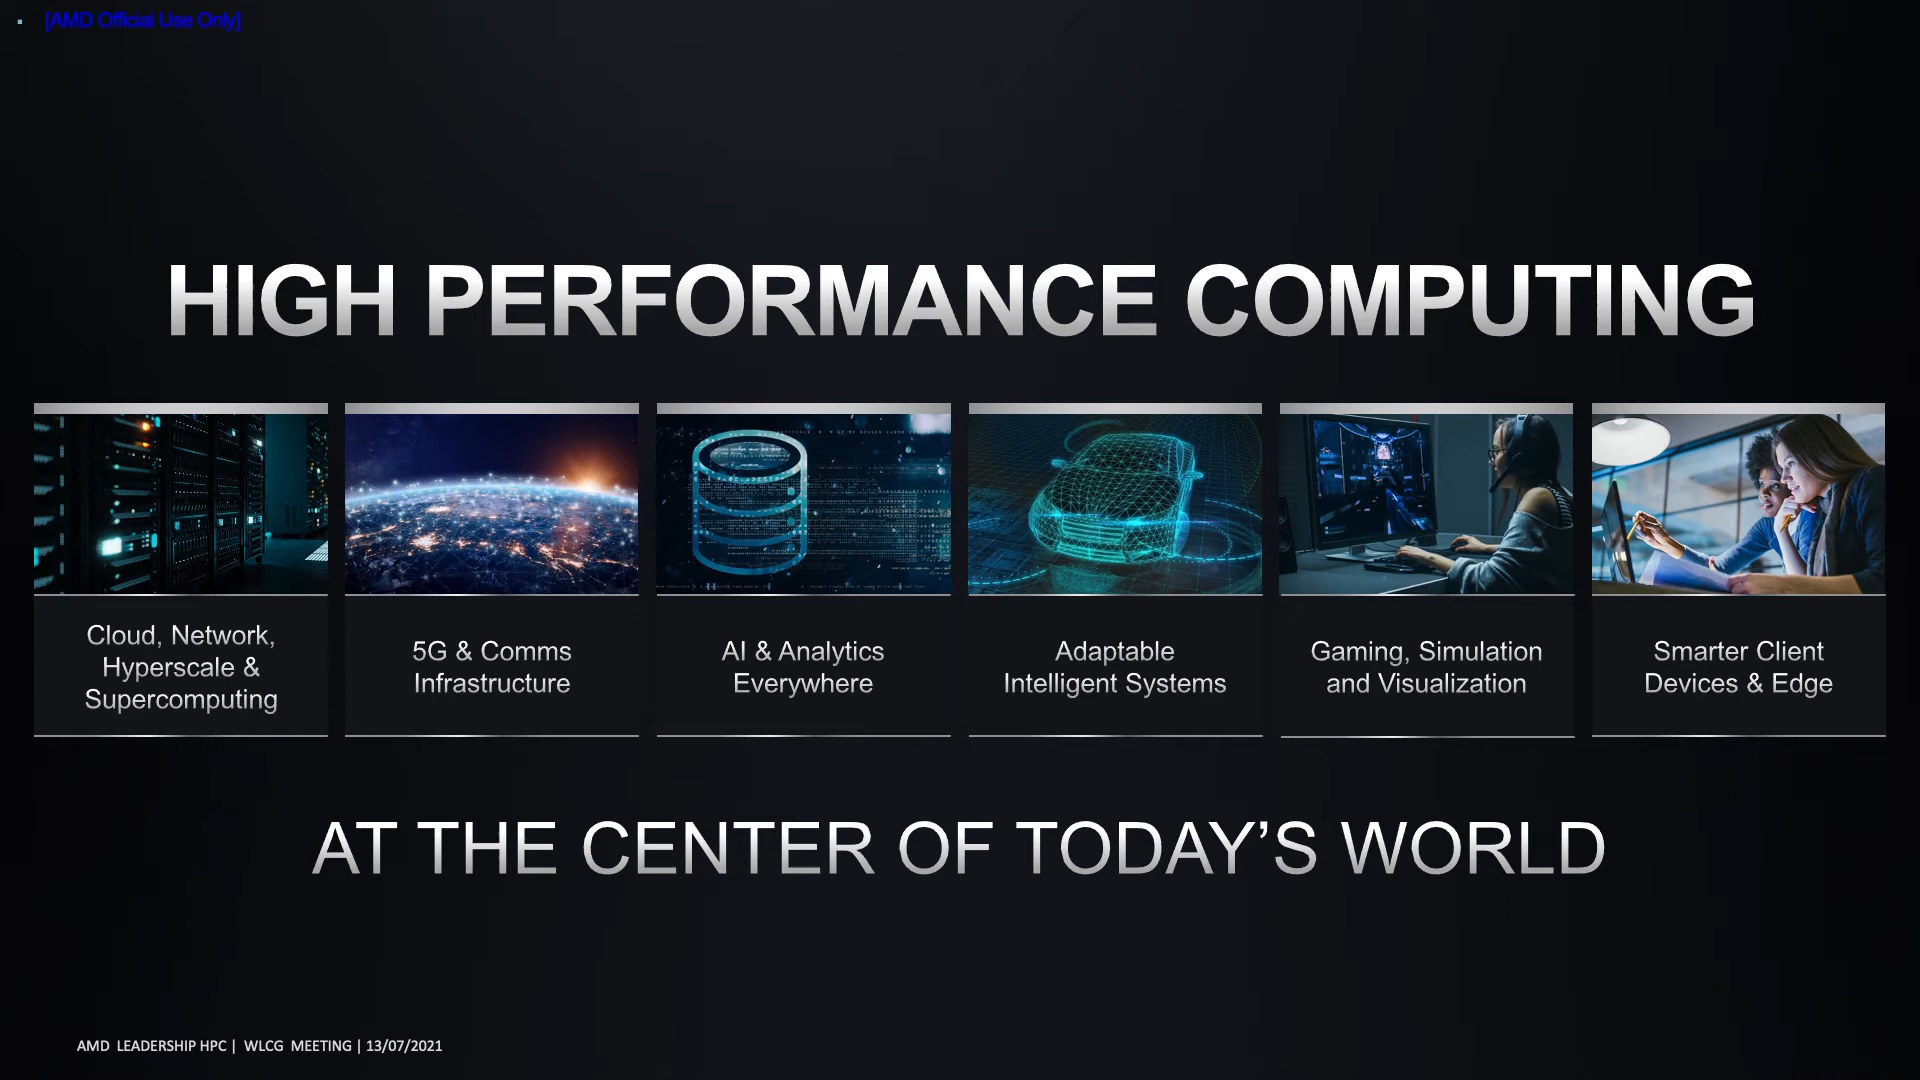 [AMD Official Use Only]
HIGH PERFORMANCE COMPUTING
Cloud, Network,
Hyperscale &
Supercomputing
5G & Comms
Infrastructure
AI & Analytics
Everywhere
Adaptable
Intelligent Systems
Gaming, Simulation
and Visualization
Smarter Client
Devices & Edge
AT THE CENTER OF TODAY’S WORLD
AMD LEADERSHIP HPC | WLCG MEETING | 13/07/2021